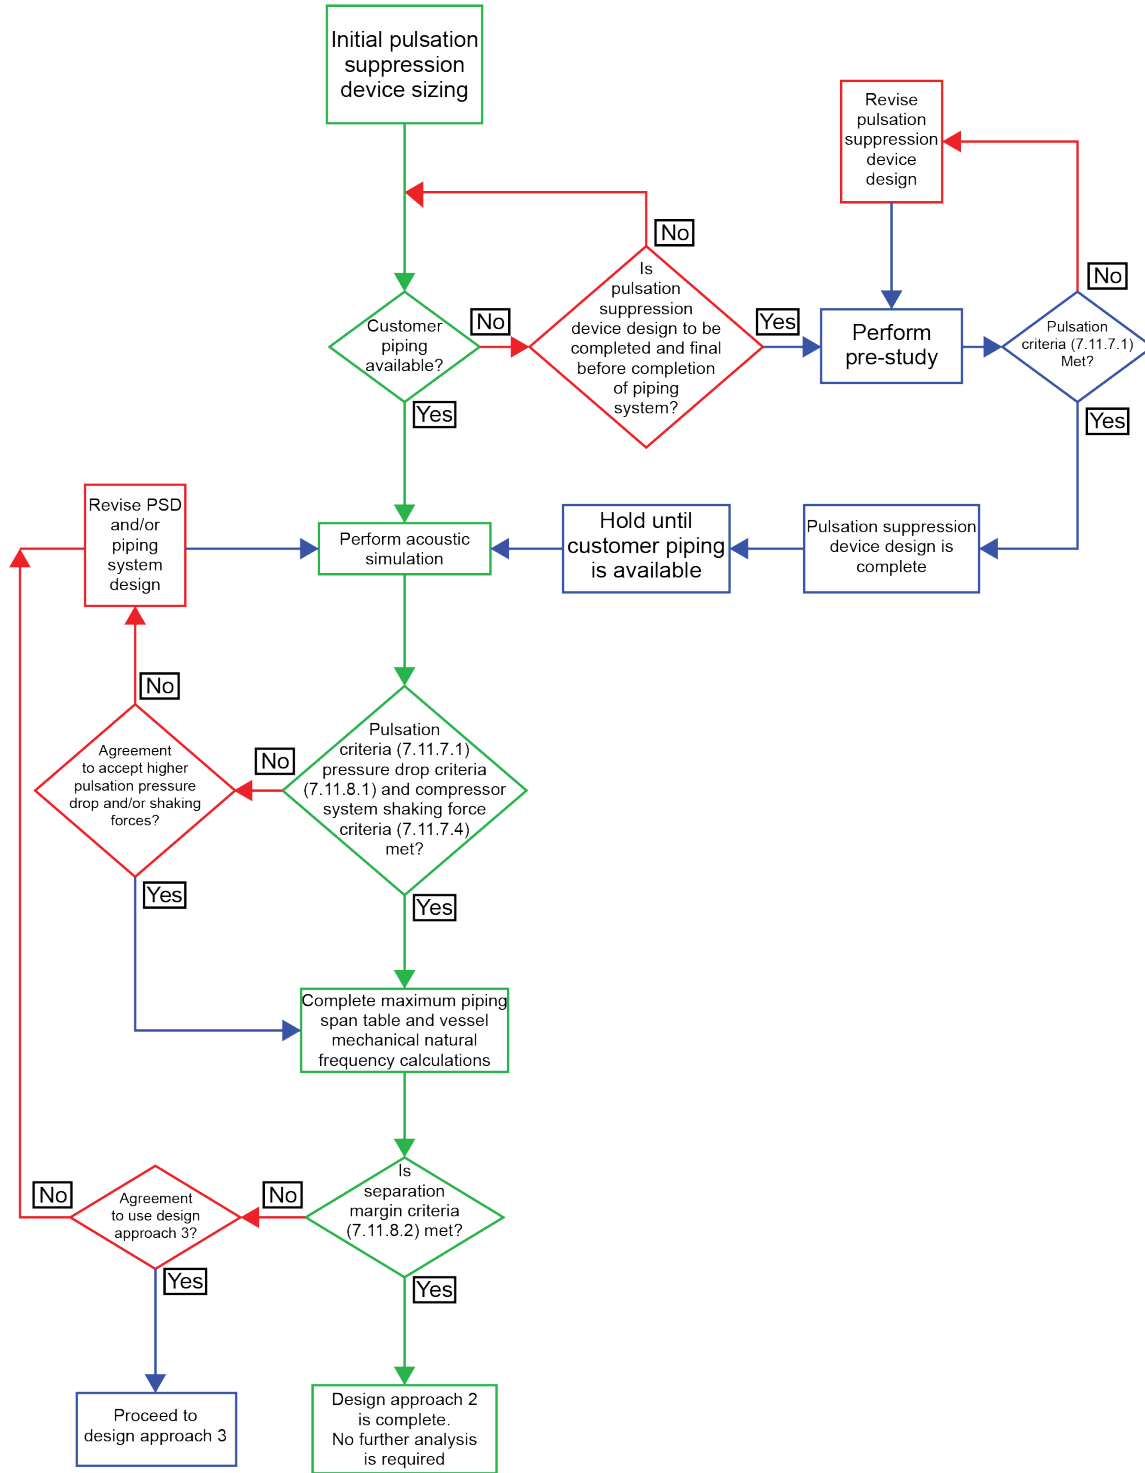 Initial pulsation
suppression
device sizing
Revise
pulsation
suppression
device
design
No
Is
pulsation
suppression
device design to be
completed and final
before completion
of piping
system?
No
Customer
piping
available?
No
Yes
Perform
pre-study
Pulsation
criteria (7.11.7.1)
Met?
Yes
Yes
Revise PSD
and/or
piping
system
design
Perform acoustic
simulation
Hold until
customer piping
is available
Pulsation suppression
device design is
complete
No
Agreement
to accept higher
pulsation pressure
drop and/or shaking
forces?
No
Pulsation
criteria (7.11.7.1)
pressure drop criteria
(7.11.8.1) and compressor
system shaking force
criteria (7.11.7.4)
met?
Yes
Yes
Complete maximum piping
span table and vessel
mechanical natural
frequency calculations
No
Agreement
to use design
approach 3?
No
Is
separation
margin criteria
(7.11.8.2) met?
Yes
Yes
Proceed to
design approach 3
Design approach 2
is complete.
No further analysis
is required